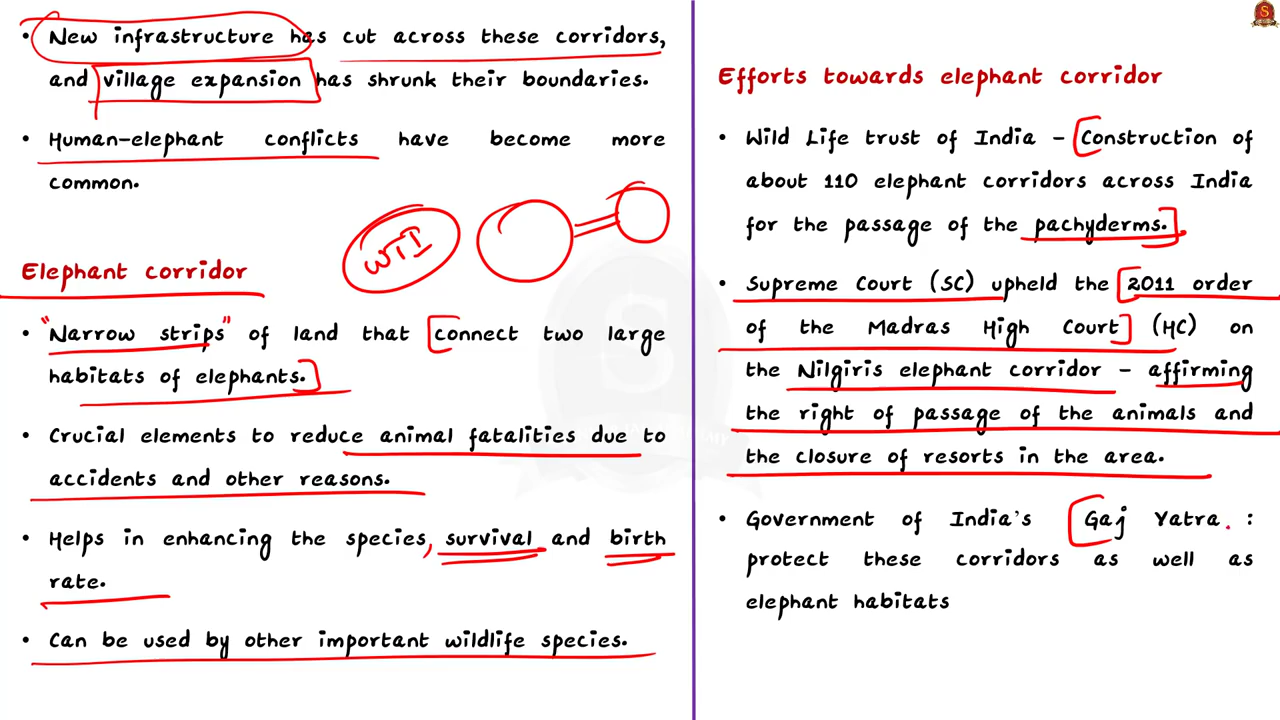 • New infrastructure has cut across these corridors,
and village expansion has shrunk their boundaries.
• Human-elephant conflicts have become more
common.
WTI
Elephant corridor
• "Narrow strips" of land that connect two large
habitats of elephants.
• Crucial elements to reduce animal fatalities due to
accidents and other reasons.
• Helps in enhancing the species, survival and birth
rate.
• Can be used by other important wildlife species.
Efforts towards elephant corridor
• Wild Life trust of India – Construction of
about 110 elephant corridors across India
for the passage of the pachyderms.
• Supreme Court (SC) upheld the 2011 order
of the Madras High Court (HC) on
the Nilgiris elephant corridor – affirming
the right of passage of the animals and
the closure of resorts in the area.
• Government of India's Gaj Yatra :
protect these corridors as well as
elephant habitats